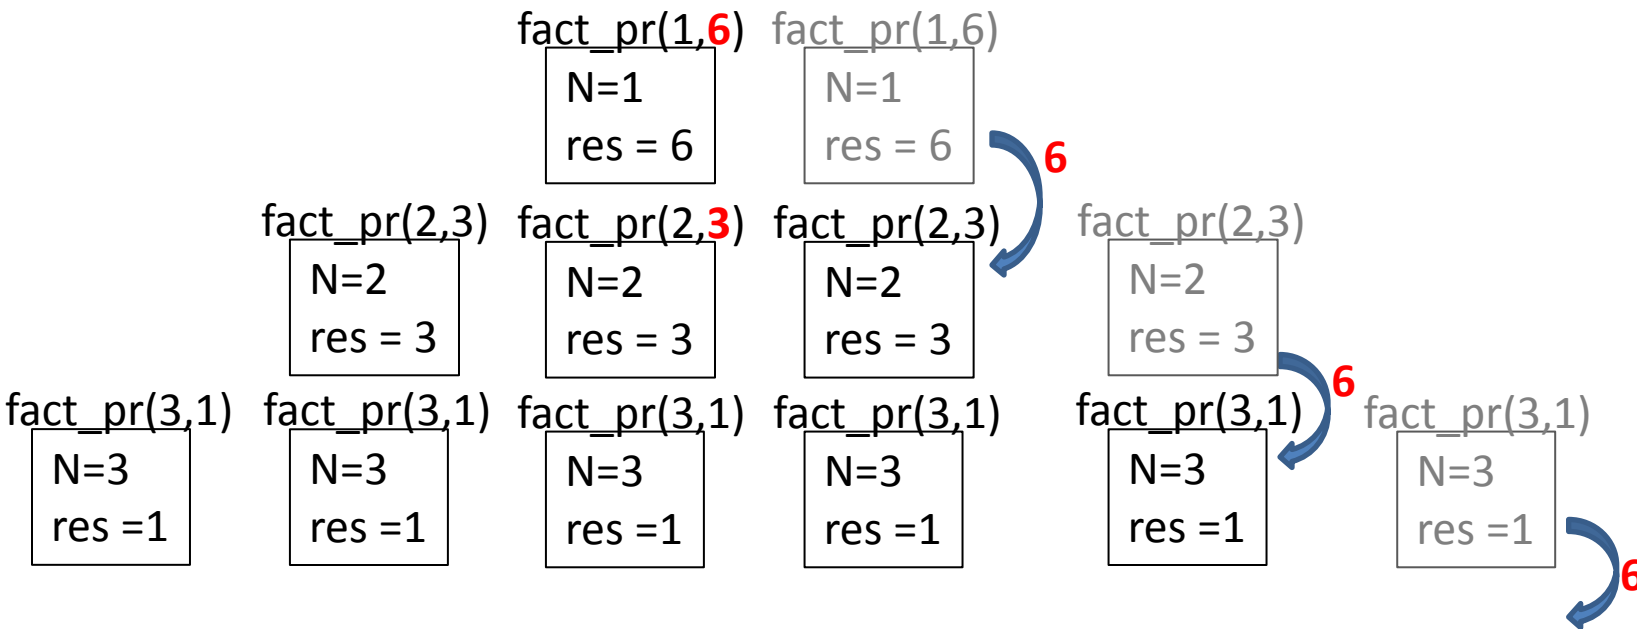 fact_pr(1,6) fact_pr(1,6)
N=1 N=1
res = 6 res = 6 6
fact_pr(2,3) fact_pr(2,3) fact_pr(2,3) fact_pr(2,3)
N=2 N=2 N=2 N=2
res = 3 res = 3 res = 3 res = 3
6
fact_pr(3,1) fact_pr(3,1) fact_pr(3,1) fact_pr(3,1) fact_pr(3,1) fact_pr(3,1)
N=3 N=3 N=3 N=3 N=3 N=3
res =1 res =1 res =1 res =1 res =1 res =1
6